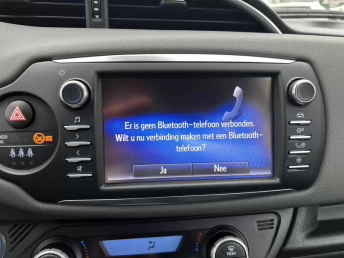 Er is geen Bluetooth-telefoon verbonden.
Wilt u nu verbinding maken met een Bluetooth-
telefoon?
Ja
Nee